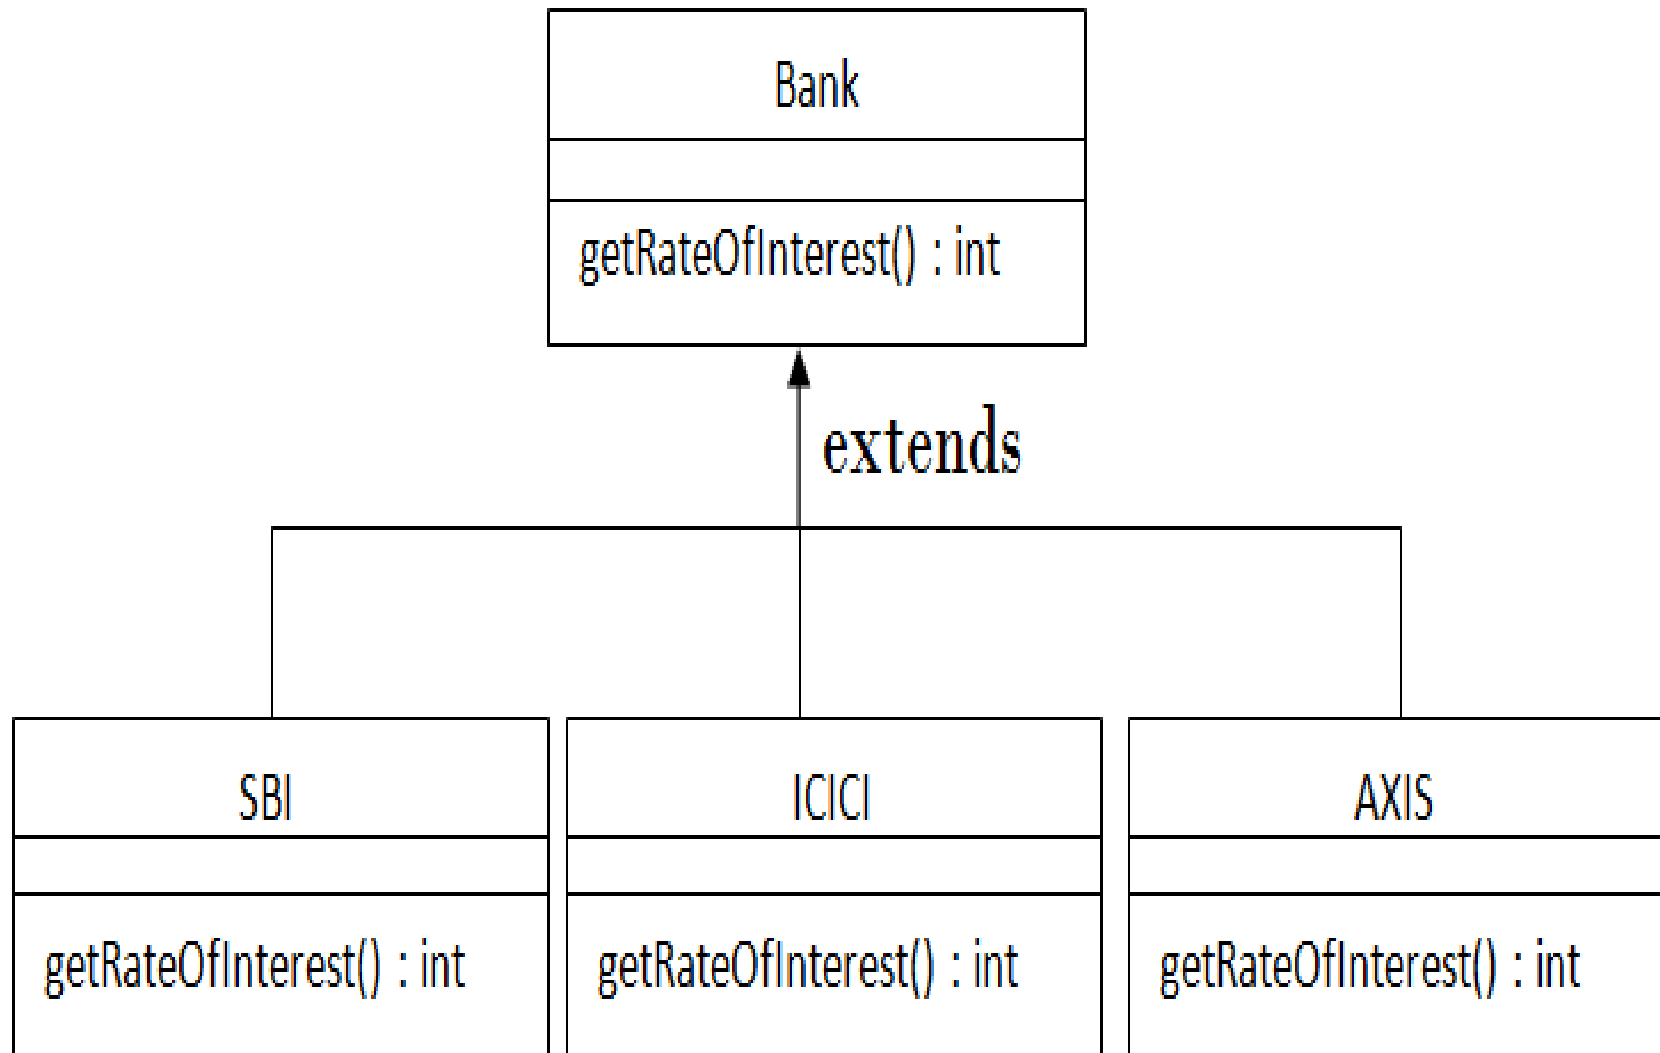 Bank
getRateOfInterest() : int
extends
SBI
ICICI
AXIS
getRateOfInterest() : int
getRateOfInterest() : int
getRateOfInterest() : int